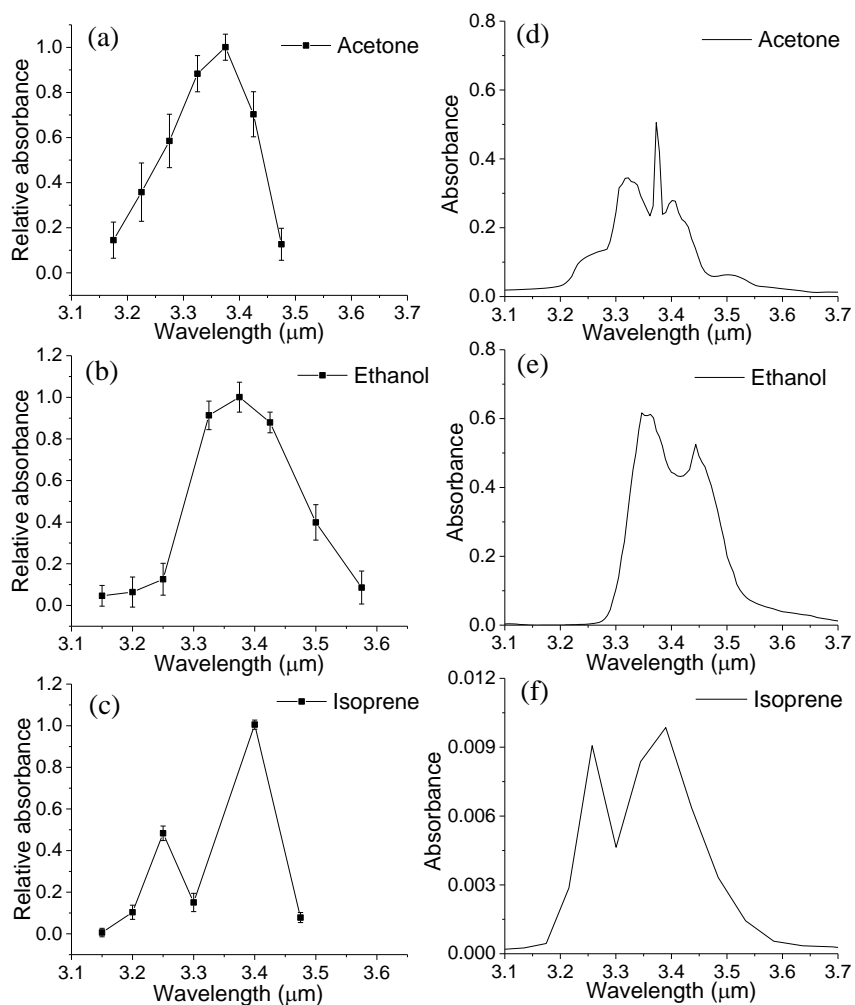 (a)
Acetone
Relative absorbance
1.0
0.8
0.6
0.4
0.2
0.0
3.1 3.2 3.3 3.4 3.5 3.6 3.7
Wavelength (μm)
(d)
Acetone
Absorbance
0.8
0.6
0.4
0.2
0.0
3.1 3.2 3.3 3.4 3.5 3.6 3.7
Wavelength (μm)
(b)
Ethanol
Relative absorbance
1.2
1.0
0.8
0.6
0.4
0.2
0.0
3.1 3.2 3.3 3.4 3.5 3.6
Wavelength (μm)
(e)
Ethanol
Absorbance
0.8
0.6
0.4
0.2
0.0
3.1 3.2 3.3 3.4 3.5 3.6 3.7
Wavelength (μm)
(c)
Isoprene
Relative absorbance
1.2
1.0
0.8
0.6
0.4
0.2
0.0
3.1 3.2 3.3 3.4 3.5 3.6
Wavelength (μm)
(f)
Isoprene
Absorbance
0.012
0.009
0.006
0.003
0.000
3.1 3.2 3.3 3.4 3.5 3.6 3.7
Wavelength (μm)